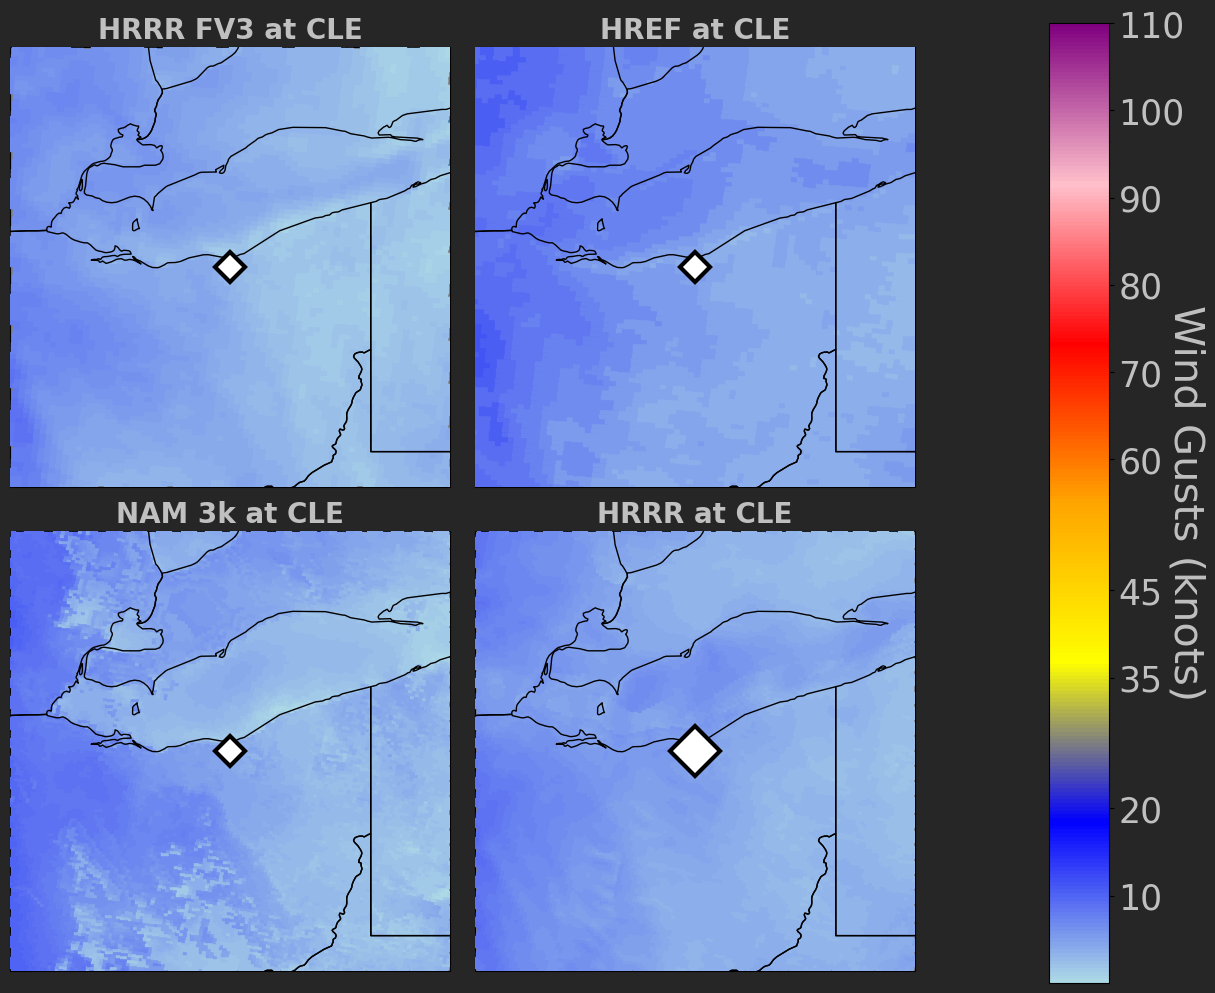 HRRR FV3 at CLE
HREF at CLE
NAM 3k at CLE
HRRR at CLE
110
100
90
80
70
60
45
35
20
10
Wind Gusts (knots)